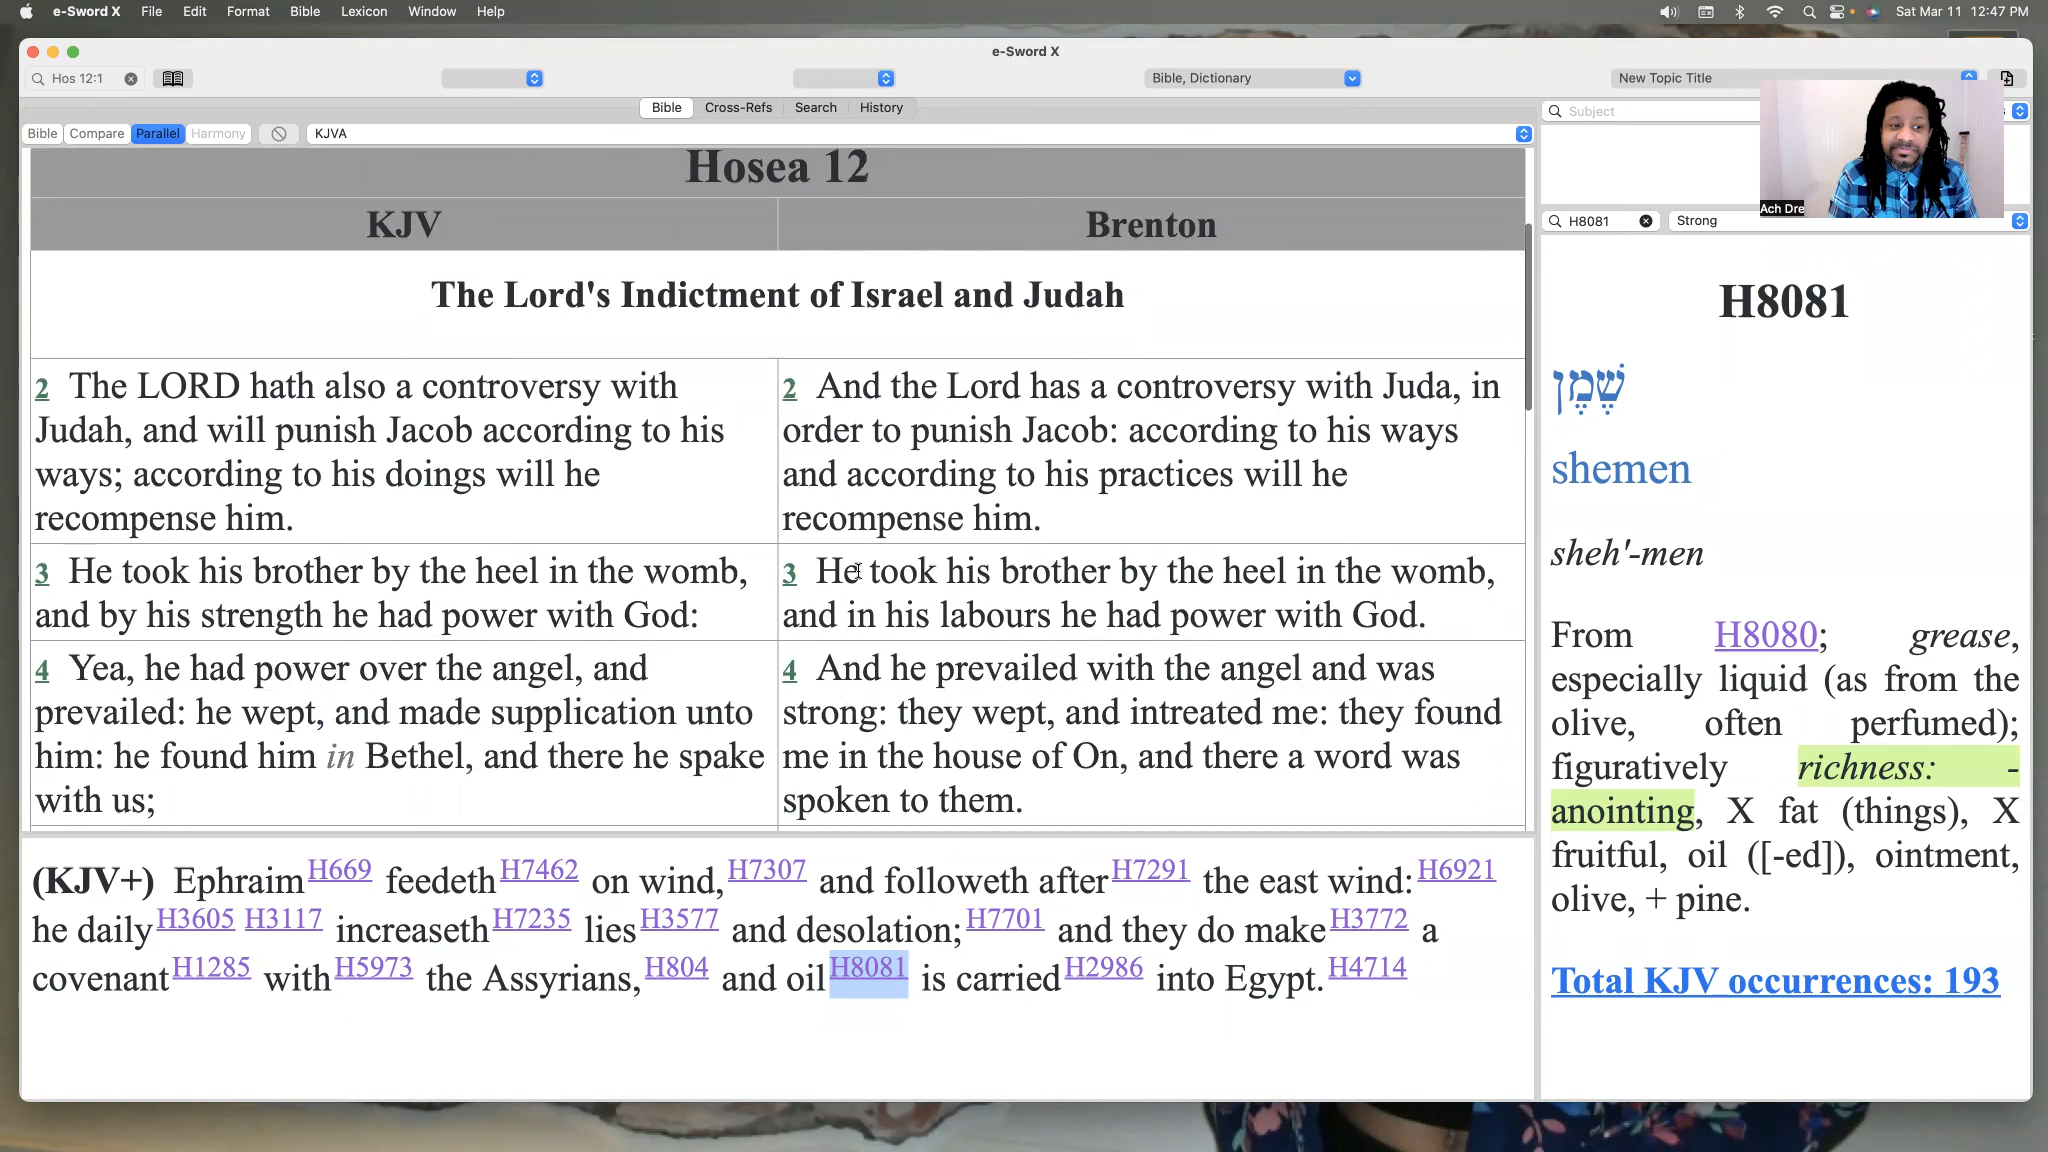 e-Sword X File Edit Format Bible Lexicon Window Help Sat Mar 11 12:47 PM
e-Sword X
Hos 12:1 Bible, Dictionary New Topic Title
Bible Cross-Refs Search History
Bible Compare Parallel Harmony KJVA
Subject
Ach Dre
H8081 Strong
Hosea 12
KJV Brenton
The Lord's Indictment of Israel and Judah
2 The LORD hath also a controversy with
Judah, and will punish Jacob according to his
ways; according to his doings will he
recompense him.
2 And the Lord has a controversy with Juda, in
order to punish Jacob: according to his ways
and according to his practices will he
recompense him.
3 He took his brother by the heel in the womb,
and by his strength he had power with God:
3 He took his brother by the heel in the womb,
and in his labours he had power with God.
4 Yea, he had power over the angel, and
prevailed: he wept, and made supplication unto
him: he found him in Bethel, and there he spake
with us;
4 And he prevailed with the angel and was
strong: they wept, and intreated me: they found
me in the house of On, and there a word was
spoken to them.
(KJV+) Ephraim H669 feedeth H7462 on wind, H7307 and followeth after H7291 the east wind: H6921
he daily H3605 H3117 increaseth H7235 lies H3577 and desolation; H7701 and they do make H3772 a
covenant H1285 with H5973 the Assyrians, H804 and oil H8081 is carried H2986 into Egypt. H4714
H8081
שֶׁמֶן
shemen
sheh'-men
From H8080; grease,
especially liquid (as from the
olive, often perfumed);
figuratively richness: -
anointing, X fat (things), X
fruitful, oil ([-ed]), ointment,
olive, + pine.
Total KJV occurrences: 193